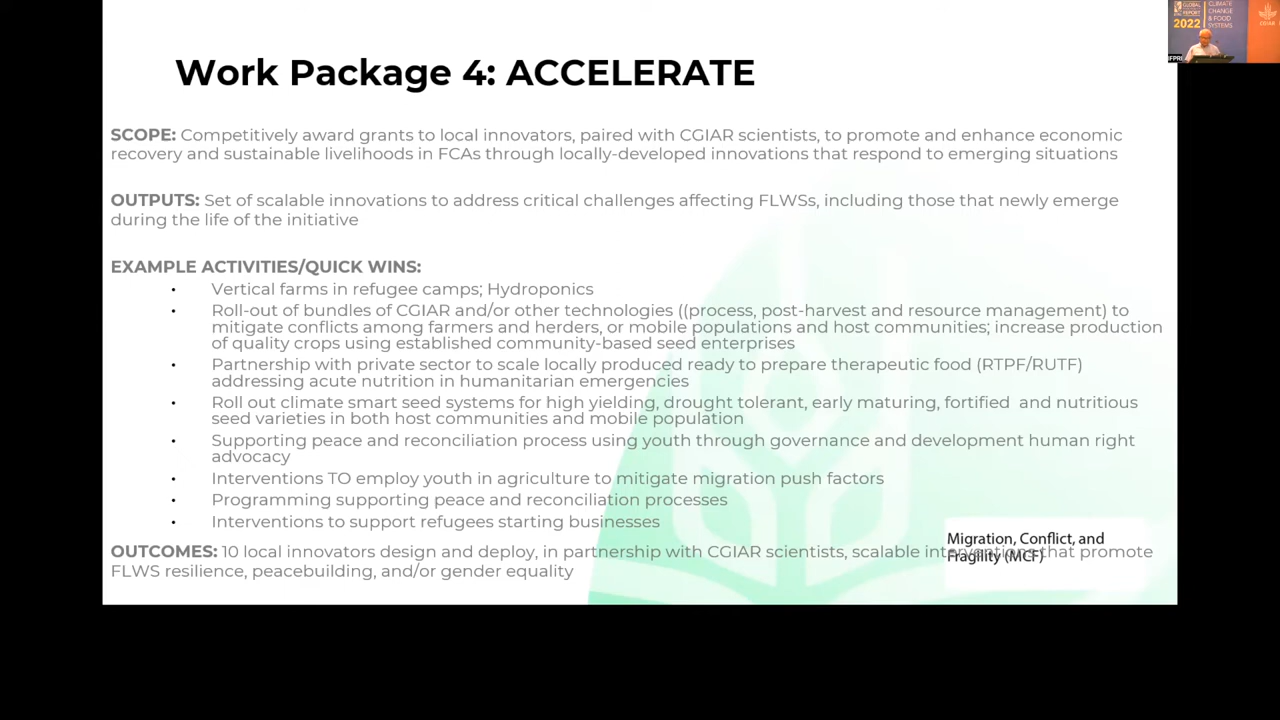 Work Package 4: ACCELERATE
SCOPE: Competitively award grants to local innovators, paired with CGIAR scientists, to promote and enhance economic
recovery and sustainable livelihoods in FCAs through locally-developed innovations that respond to emerging situations
OUTPUTS: Set of scalable innovations to address critical challenges affecting FLWSs, including those that newly emerge
during the life of the initiative
EXAMPLE ACTIVITIES/QUICK WINS:
• Vertical farms in refugee camps; Hydroponics
• Roll-out of bundles of CGIAR and/or other technologies ((process, post-harvest and resource management) to
mitigate conflicts among farmers and herders, or mobile populations and host communities; increase production
of quality crops using established community-based seed enterprises
• Partnership with private sector to scale locally produced ready to prepare therapeutic food (RTPF/RUTF)
addressing acute nutrition in humanitarian emergencies
• Roll out climate smart seed systems for high yielding, drought tolerant, early maturing, fortified and nutritious
seed varieties in both host communities and mobile population
• Supporting peace and reconciliation process using youth through governance and development human right
advocacy
• Interventions TO employ youth in agriculture to mitigate migration push factors
• Programming supporting peace and reconciliation processes
• Interventions to support refugees starting businesses
OUTCOMES: 10 local innovators design and deploy, in partnership with CGIAR scientists, scalable interventions that promote
FLWS resilience, peacebuilding, and/or gender equality
Migration, Conflict, and
Fragility (MCF)
GLOBAL
REPORT
2022
CLIMATE
CHANGE
& FOOD
SYSTEMS
CGIAR
IFPRI